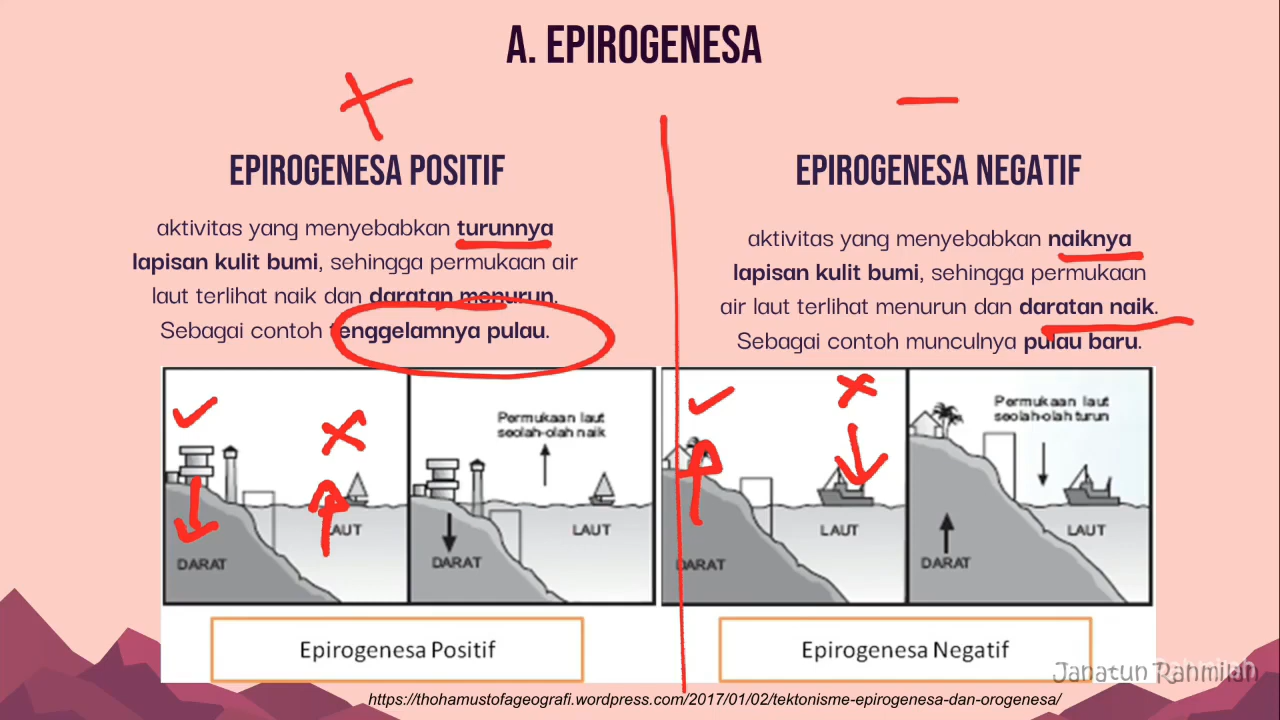 A. EPIROGENESA
EPIROGENESA POSITIF
aktivitas yang menyebabkan turunnya
lapisan kulit bumi, sehingga permukaan air
laut terlihat naik dan daratan menurun.
Sebagai contoh tenggelamnya pulau.
EPIROGENESA NEGATIF
aktivitas yang menyebabkan naiknya
lapisan kulit bumi, sehingga permukaan
air laut terlihat menurun dan daratan naik.
Sebagai contoh munculnya pulau baru.
LAUT
DARAT
Permukaan laut
seolah-olah naik
LAUT
DARAT
LAUT
DARAT
Permukaan laut
seolah-olah turun
LAUT
DARAT
Epirogenesa Positif
Epirogenesa Negatif
Janatun Rahmilah
https://thohamustofageografi.wordpress.com/2017/01/02/tektonisme-epirogenesa-dan-orogenesa/